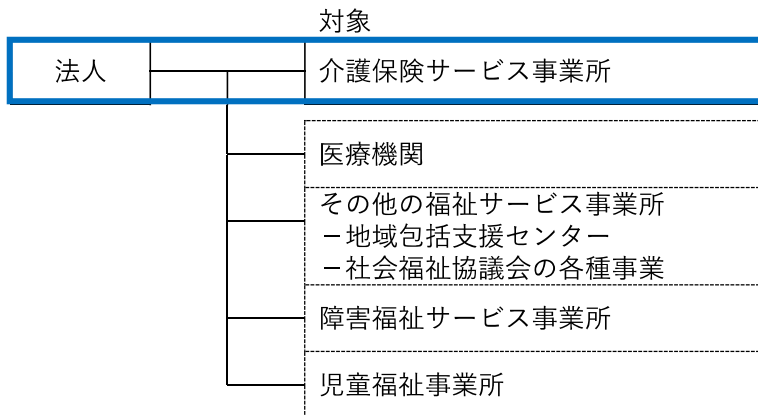 対象
法人
介護保険サービス事業所
医療機関
その他の福祉サービス事業所
－地域包括支援センター
－社会福祉協議会の各種事業
障害福祉サービス事業所
児童福祉事業所